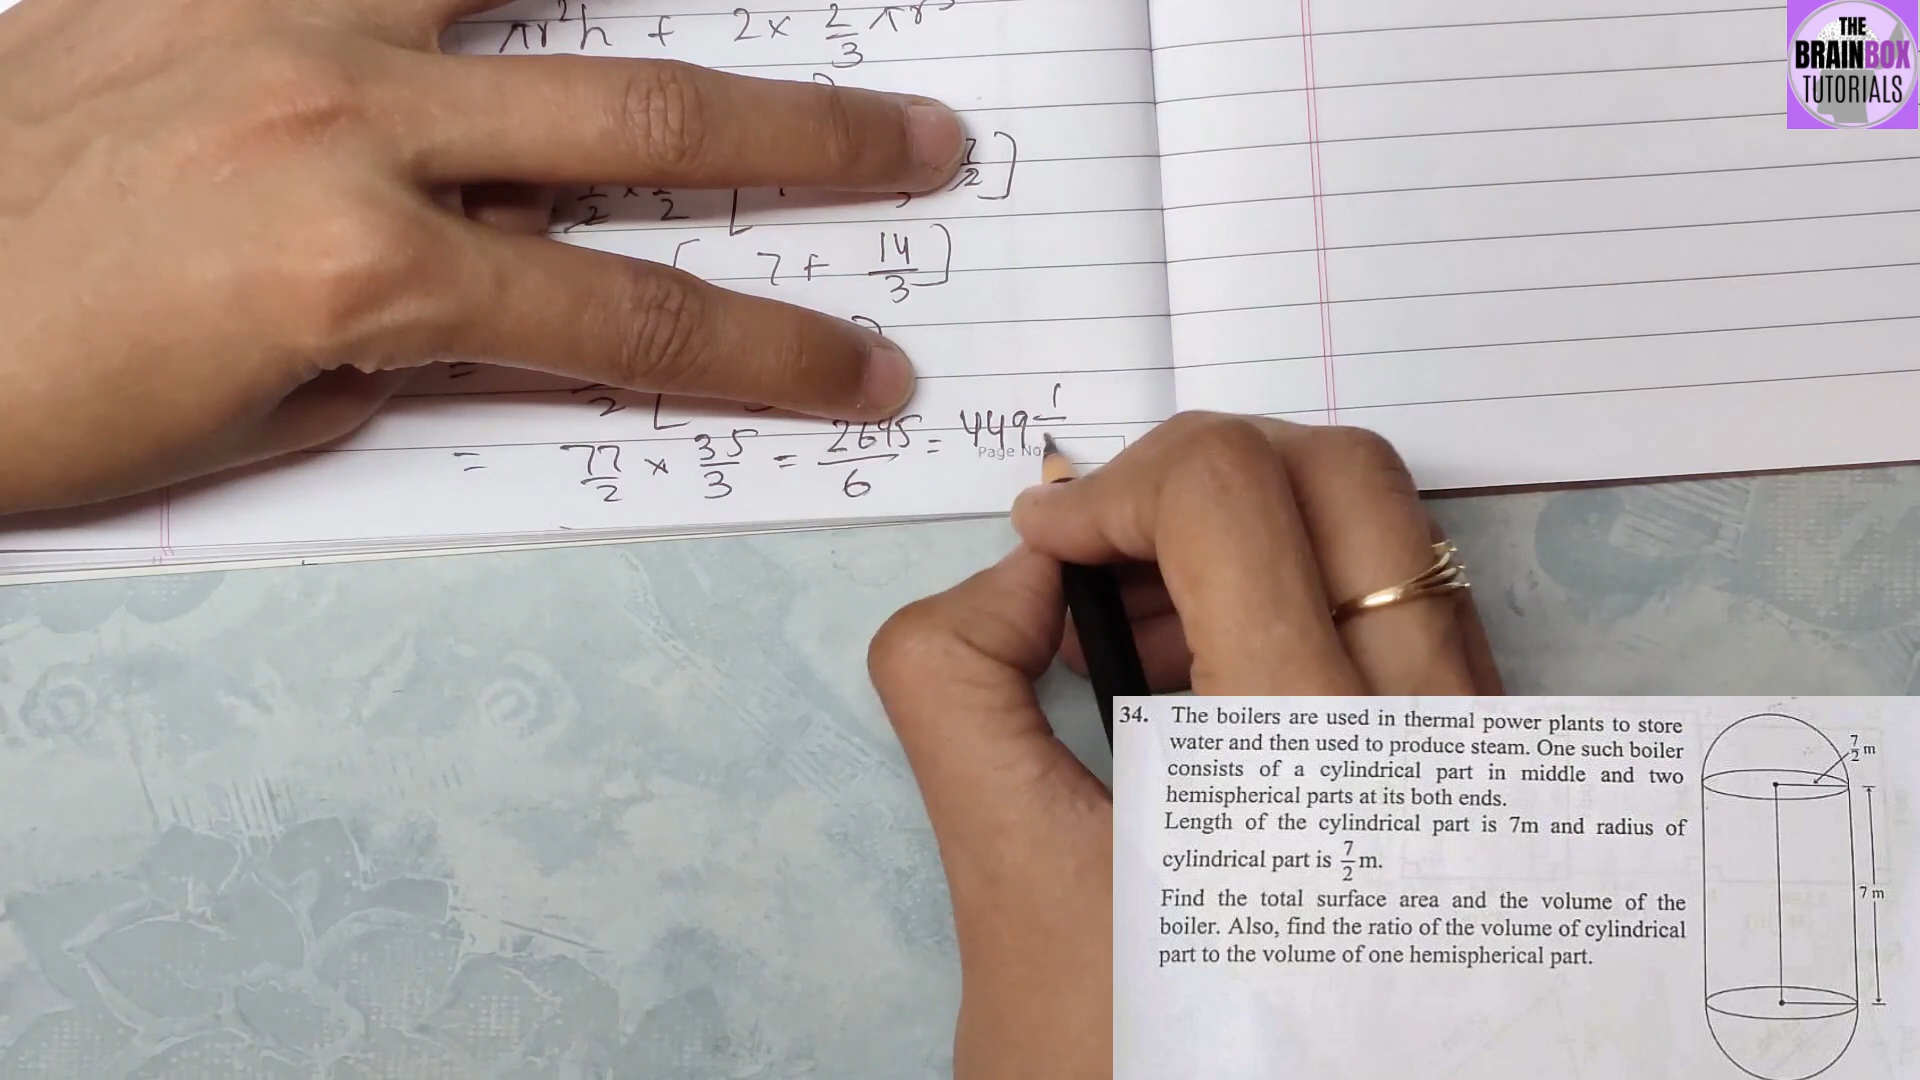 πr²h + 2 × 2/3 πr³
7/2]
2 × 2 [
[7 + 14/3]
=
2 [
= 77/2 × 35/3 = 2695/6 = 449 1/
Page No
THE
BRAINBOX
TUTORIALS
34. The boilers are used in thermal power plants to store
water and then used to produce steam. One such boiler
consists of a cylindrical part in middle and two
hemispherical parts at its both ends.
Length of the cylindrical part is 7m and radius of
cylindrical part is 7/2 m.
Find the total surface area and the volume of the
boiler. Also, find the ratio of the volume of cylindrical
part to the volume of one hemispherical part.
7/2 m
7 m